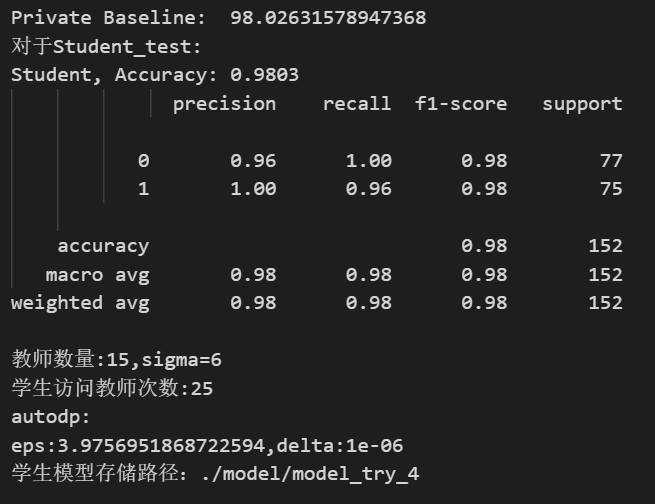 Private Baseline:  98.02631578947368
对于Student_test:
Student, Accuracy: 0.9803
precision    recall  f1-score   support
0       0.96      1.00      0.98        77
1       1.00      0.96      0.98        75
accuracy                           0.98       152
macro avg       0.98      0.98      0.98       152
weighted avg       0.98      0.98      0.98       152
教师数量:15,sigma=6
学生访问教师次数:25
autodp:
eps:3.9756951868722594,delta:1e-06
学生模型存储路径：./model/model_try_4